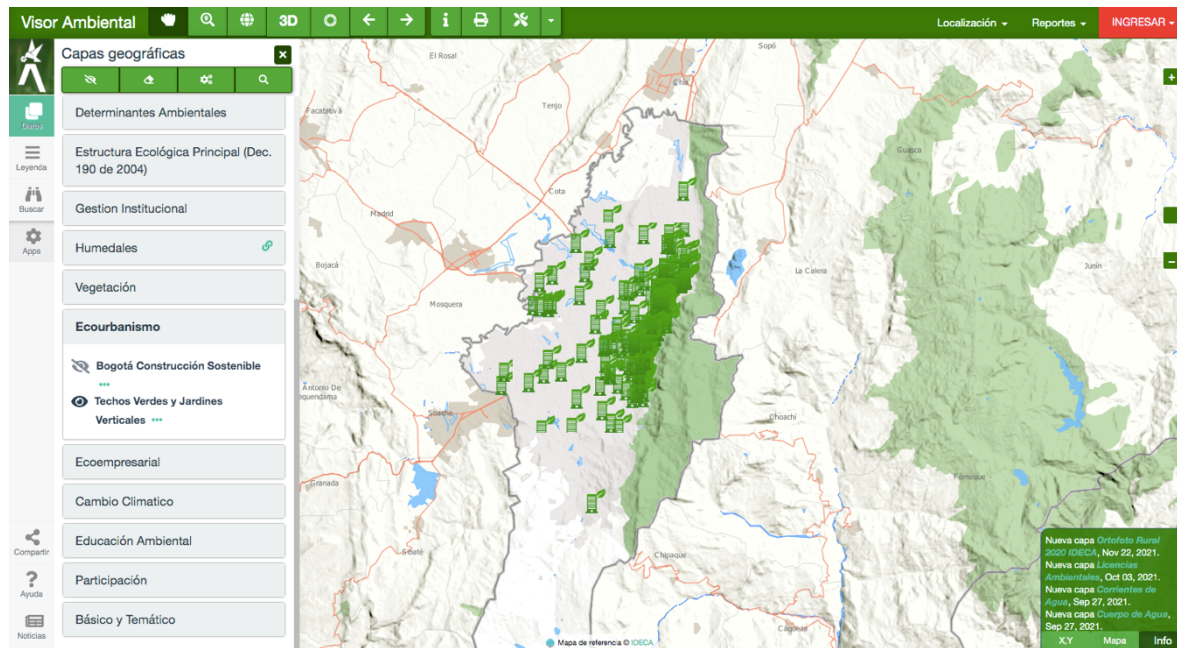 Visor Ambiental
3D
Localización
Reportes
INGRESAR
Datos
Leyenda
Buscar
Apps
Compartir
Ayuda
Noticias
Capas geográficas
Determinantes Ambientales
Estructura Ecológica Principal (Dec.
190 de 2004)
Gestion Institucional
Humedales
Vegetación
Ecourbanismo
Bogotá Construcción Sostenible
...
Techos Verdes y Jardines
Verticales ...
Ecoempresarial
Cambio Climatico
Educación Ambiental
Participación
Básico y Temático
El Rosal
Sopó
Chía
Facatativá
Tenjo
Guasca
Cota
Madrid
Bojacá
La Calera
Junín
Mosquera
Antonio De
Soacha
Choachí
Granada
Fómeque
Sibaté
Chipaque
Cáqueza
Nueva capa Ortofoto Rural
2020 IDECA, Nov 22, 2021.
Nueva capa Licencias
Ambientales, Oct 03, 2021.
Nueva capa Corrientes de
Agua, Sep 27, 2021.
Nueva capa Cuerpo de Agua,
Sep 27, 2021.
X,Y
Mapa
Info
Mapa de referencia © IDECA